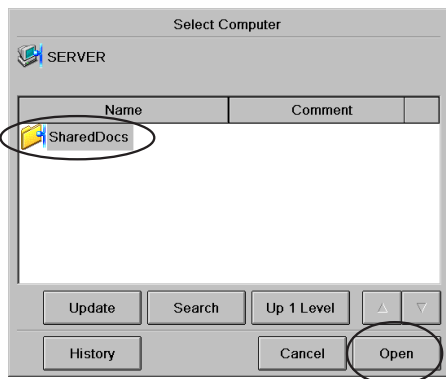 Select Computer
SERVER
Name Comment
SharedDocs
Update Search Up 1 Level
History Cancel Open